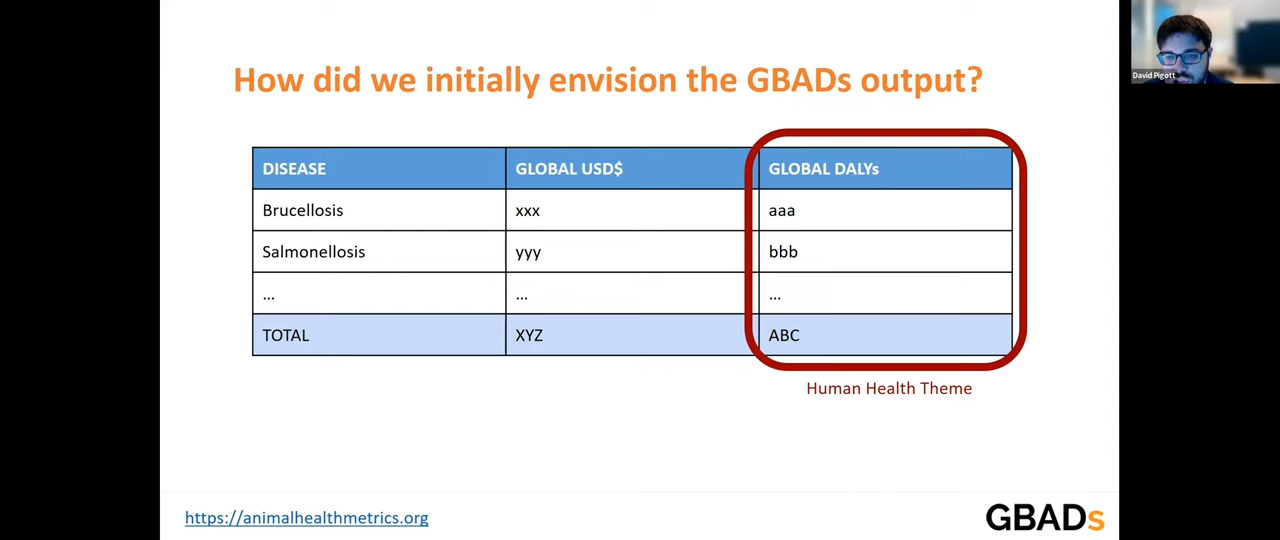 How did we initially envision the GBADs output?
David Pigott
DISEASE GLOBAL USD$ GLOBAL DALYs
Brucellosis xxx aaa
Salmonellosis yyy bbb
... ... ...
TOTAL XYZ ABC
Human Health Theme
https://animalhealthmetrics.org
GBADs